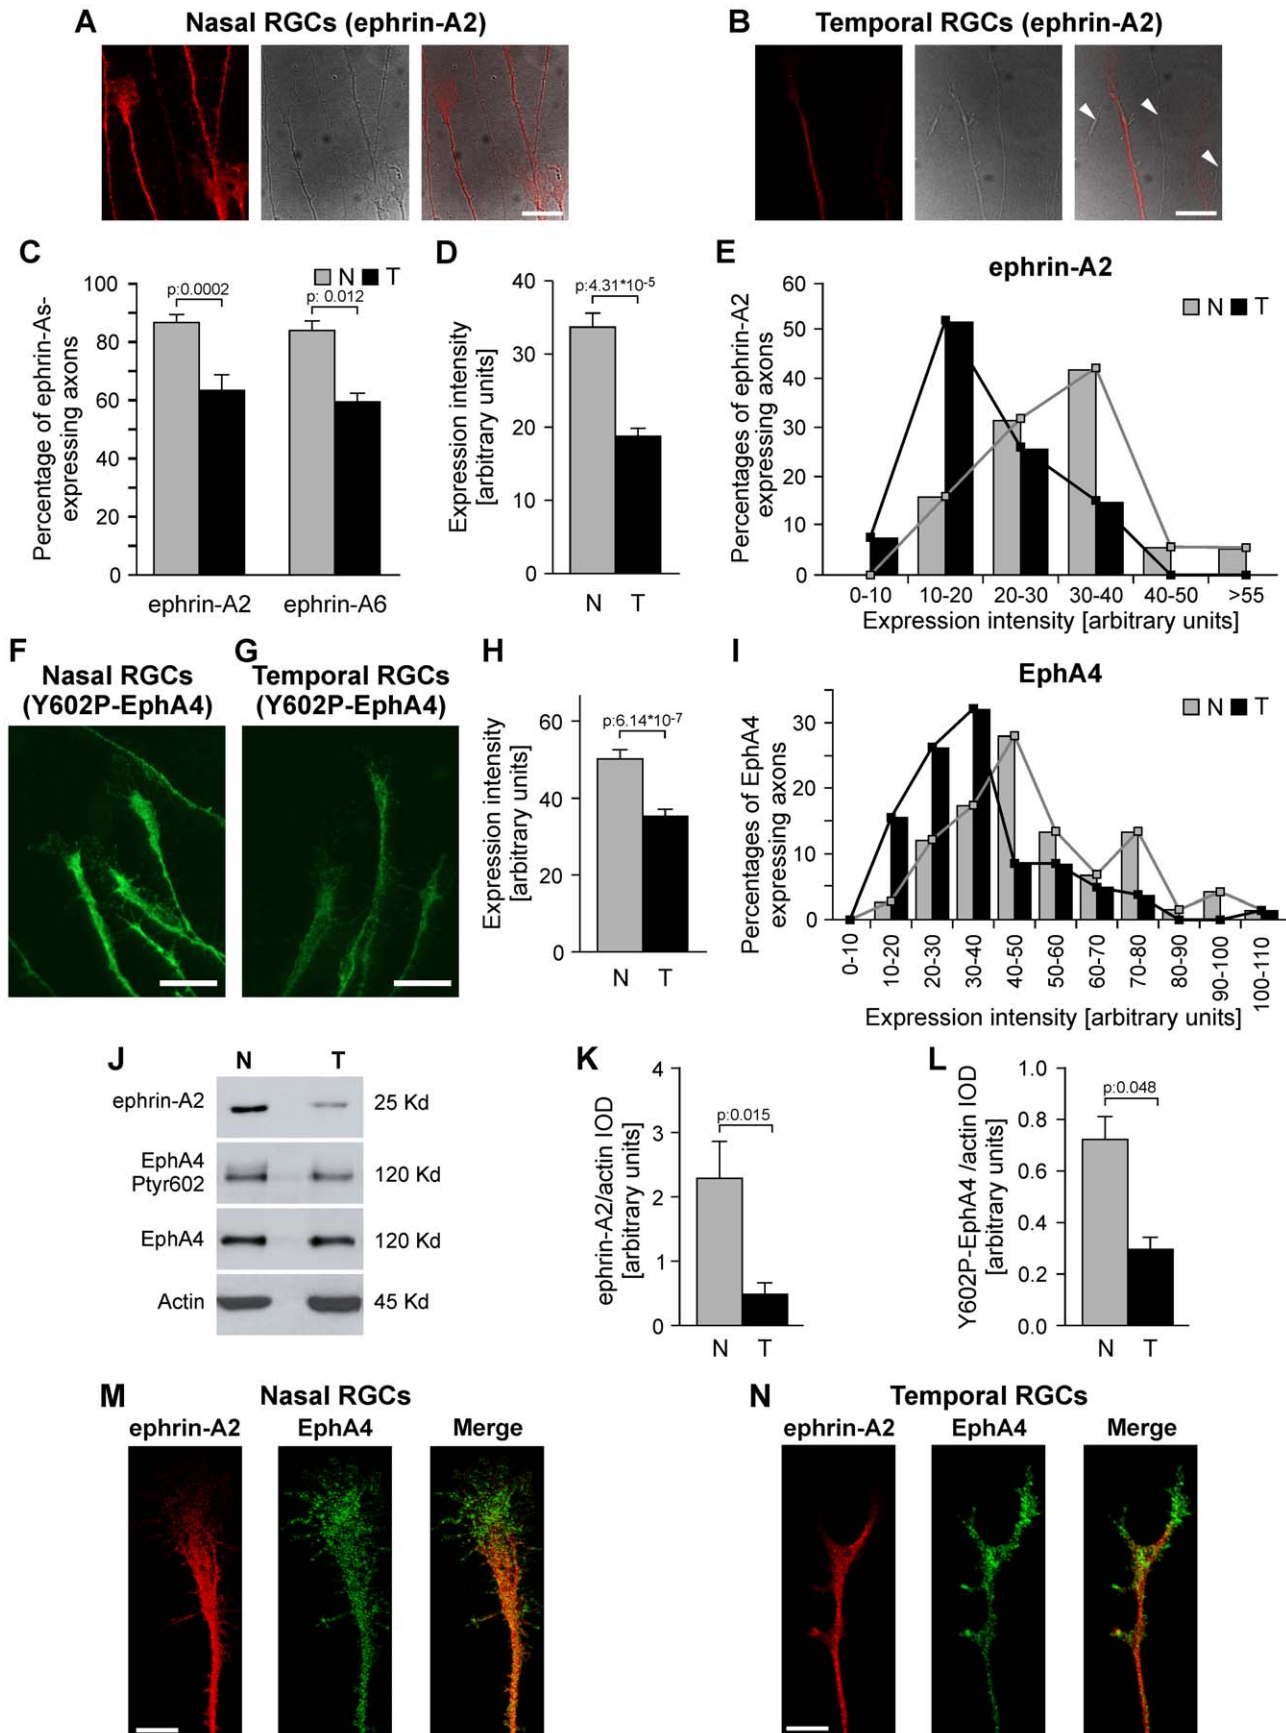 A Nasal RGCs (ephrin-A2)
B Temporal RGCs (ephrin-A2)
C
N T
p:0.0002
p: 0.012
Percentage of ephrin-As-
expressing axons
100
80
60
40
20
0
ephrin-A2 ephrin-A6
D
p:4.31*10-5
Expression intensity
[arbitrary units]
40
30
20
10
0
N T
E
ephrin-A2
N T
Percentages of ephrin-A2
expressing axons
60
50
40
30
20
10
0
0-10 10-20 20-30 30-40 40-50 >55
Expression intensity [arbitrary units]
F
Nasal RGCs
(Y602P-EphA4)
G
Temporal RGCs
(Y602P-EphA4)
H
p:6.14*10-7
Expression intensity
[arbitrary units]
60
40
20
0
N T
I
EphA4
N T
Percentages of EphA4
expressing axons
30
20
10
0
0-10 10-20 20-30 30-40 40-50 50-60 60-70 70-80 80-90 90-100 100-110
Expression intensity [arbitrary units]
J
N T
ephrin-A2 25 Kd
EphA4
Ptyr602 120 Kd
EphA4 120 Kd
Actin 45 Kd
K
p:0.015
ephrin-A2/actin IOD
[arbitrary units]
4
3
2
1
0
N T
L
p:0.048
Y602P-EphA4 /actin IOD
[arbitrary units]
1.0
0.8
0.6
0.4
0.2
0.0
N T
M Nasal RGCs
ephrin-A2 EphA4 Merge
N Temporal RGCs
ephrin-A2 EphA4 Merge